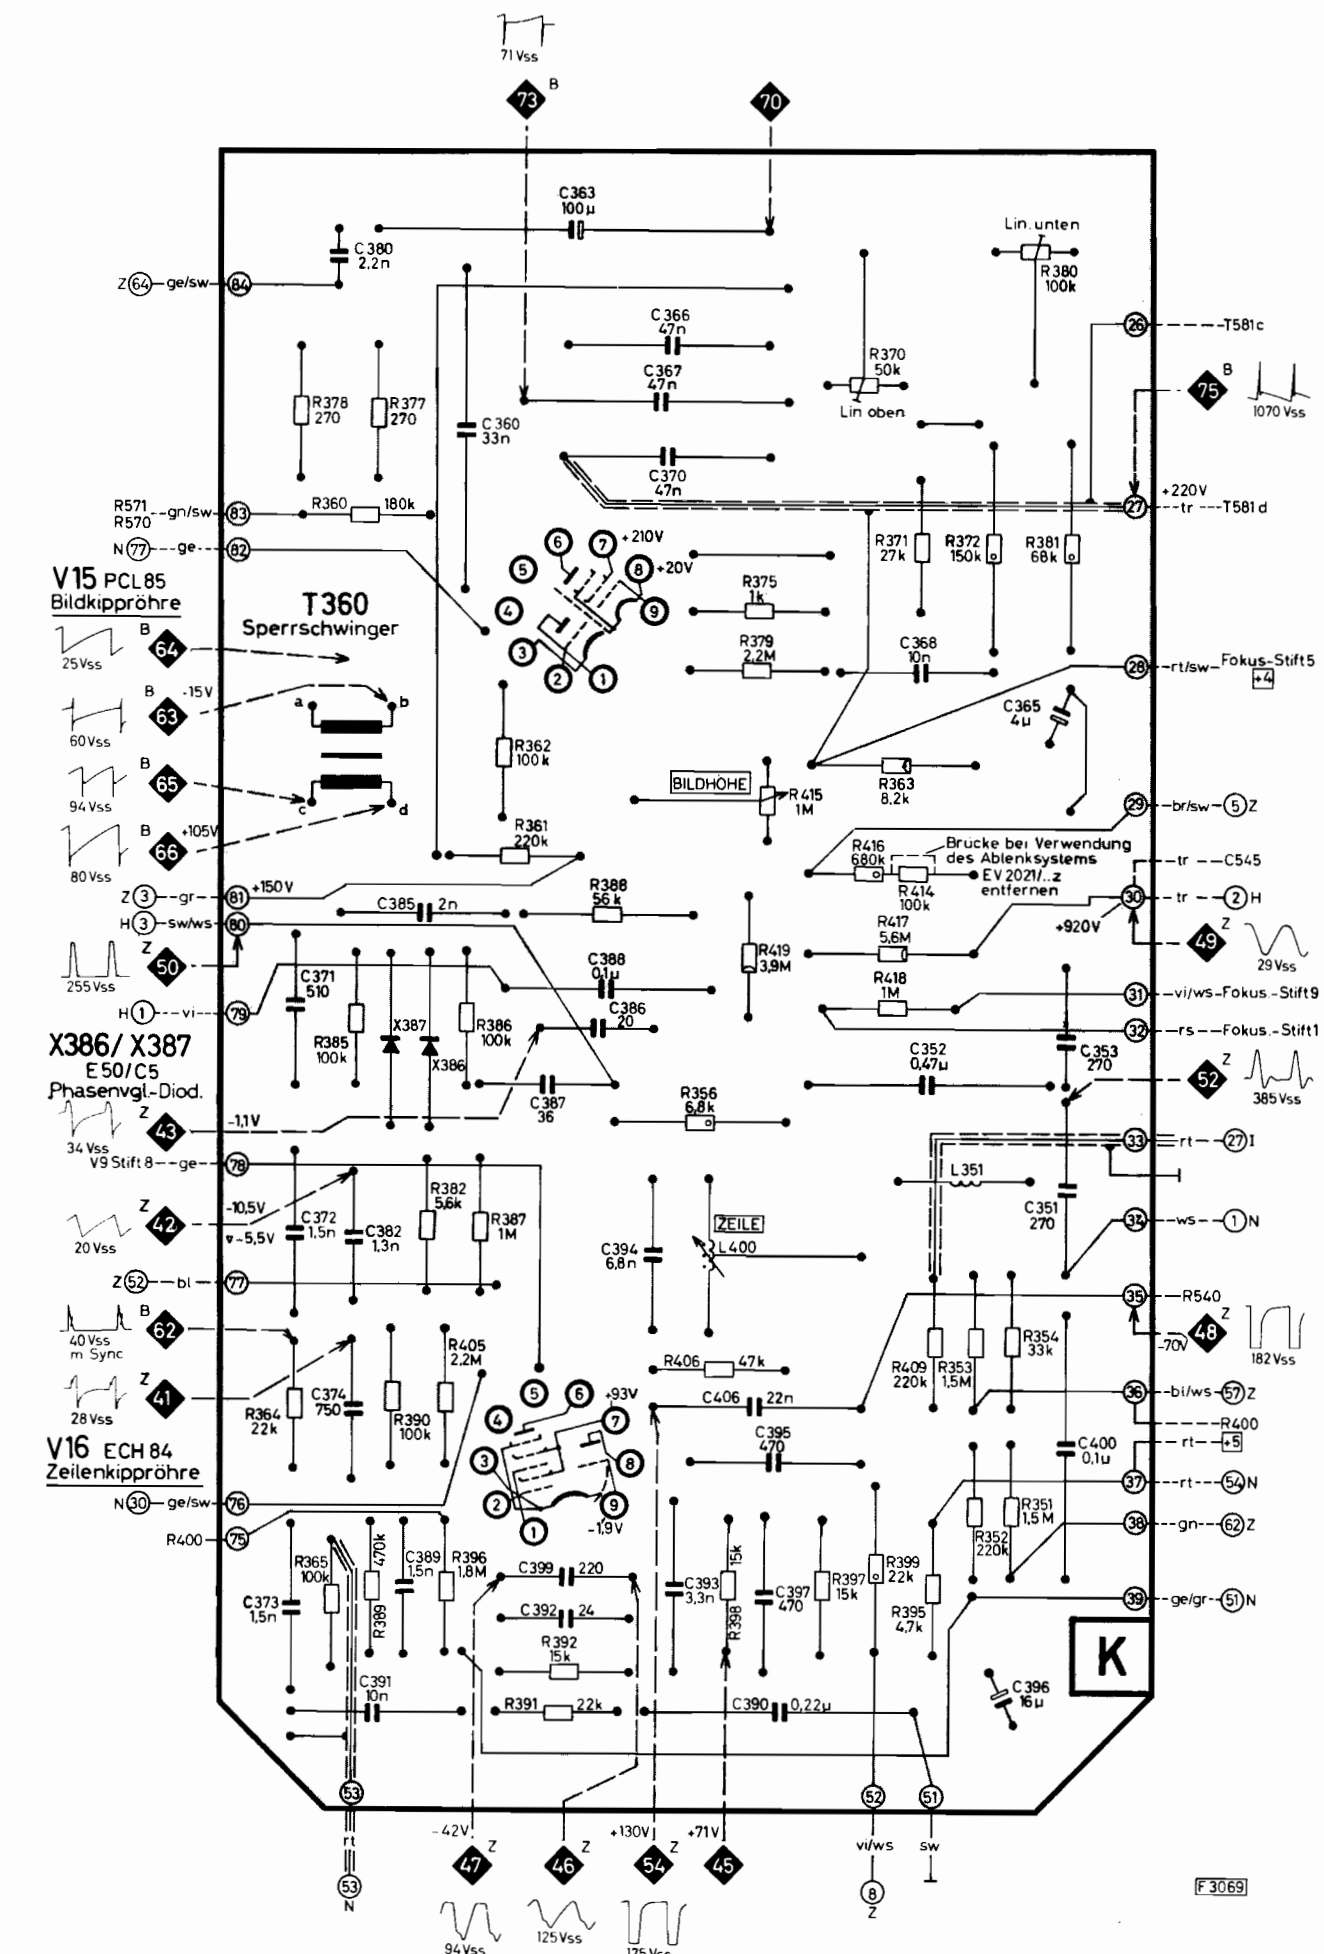 71 Vss
73 B
70
C363
100µ
Lin. unten
C380
2,2n
R380
100k
Z 64 ge/sw 84
C366
47n
26 T581c
R370
50k
C367
47n
75 B
1070 Vss
Lin oben
R378
270
R377
270
C360
33n
C370
47n
+220V
R571
R570 gn/sw 83
R360 180k
27 tr T581d
N 77 ge 82
6 7 +210V
R371
27k
R372
150k
R381
68k
5 8 +20V
V15 PCL85
Bildkippröhre
T360
Sperrschwinger
R375
1k
4 9
R379
2,2M
C368
10n
3
2 1
B 64
25 Vss
28 rt/sw Fokus-Stift5
+4
B -15V
63
60 Vss
a b
C365
4µ
R362
100k
B 65
94 Vss
BILDHÖHE
R415
1M
R363
8,2k
c d
29 br/sw 5 Z
B +105V
66
80 Vss
R361
220k
R416
680k
Brücke bei Verwendung
des Ablenksystems
EV 2021/..z
entfernen
R414
100k
tr C545
Z 3 gr 81 +150V
R388
56k
30 tr 2 H
+920V
C385 2n
H 3 sw/ws 80
R417
5,6M
Z 50
255 Vss
49 Z
29 Vss
C371
510
C388
0,1µ
R419
3,9M
R418
1M
31 vi/ws Fokus.-Stift9
H 1 vi 79
C386
20
32 rs Fokus.-Stift1
X386/X387
E50/C5
Phasenvgl.-Diod.
R385
100k
X387
X386
R386
100k
C352
0,47µ
C353
270
52 Z
385 Vss
C387
36
R356
6,8k
Z 43
34 Vss
-1,1V
33 rt 27 I
V9 Stift 8 ge 78
L351
R382
5,6k
C351
270
Z 42
20 Vss
-10,5V
▿-5,5V
C372
1,5n
C382
1,3n
R387
1M
ZEILE
L400
34 ws 1 N
C394
6,8n
Z 52 bl 77
35 R540
B 62
40 Vss
m Sync
-70V
48 Z
182 Vss
R405
2,2M
R406 47k
R409
220k
R353
1,5M
R354
33k
Z 41
28 Vss
R364
22k
C374
750
R390
100k
5 6 +93V
C406 22n
36 bl/ws 57 Z
R400
4 7
V16 ECH 84
Zeilenkippröhre
3 8
C395
470
C400
0,1µ
rt +5
37 rt 54 N
N 30 ge/sw 76
2 9
1
-1,9V
R351
1,5M
38 gn 62 Z
R400 75
R352
220k
R365
100k
470k
R389
C389
1,5n
R396
1,8M
C399 220
15k
R398
C393
3,3n
C397
470
R397
15k
R399
22k
R395
4,7k
C373
1,5n
39 ge/gr 51 N
C392 24
R392
15k
K
C391
10n
R391 22k
C390 0,22µ
C396
16µ
53
52
51
rt
53
N
-42V
47 Z
94 Vss
46 Z
125 Vss
+130V
54 Z
175 Vss
+71V
45
vi/ws
8
Z
sw
F3069